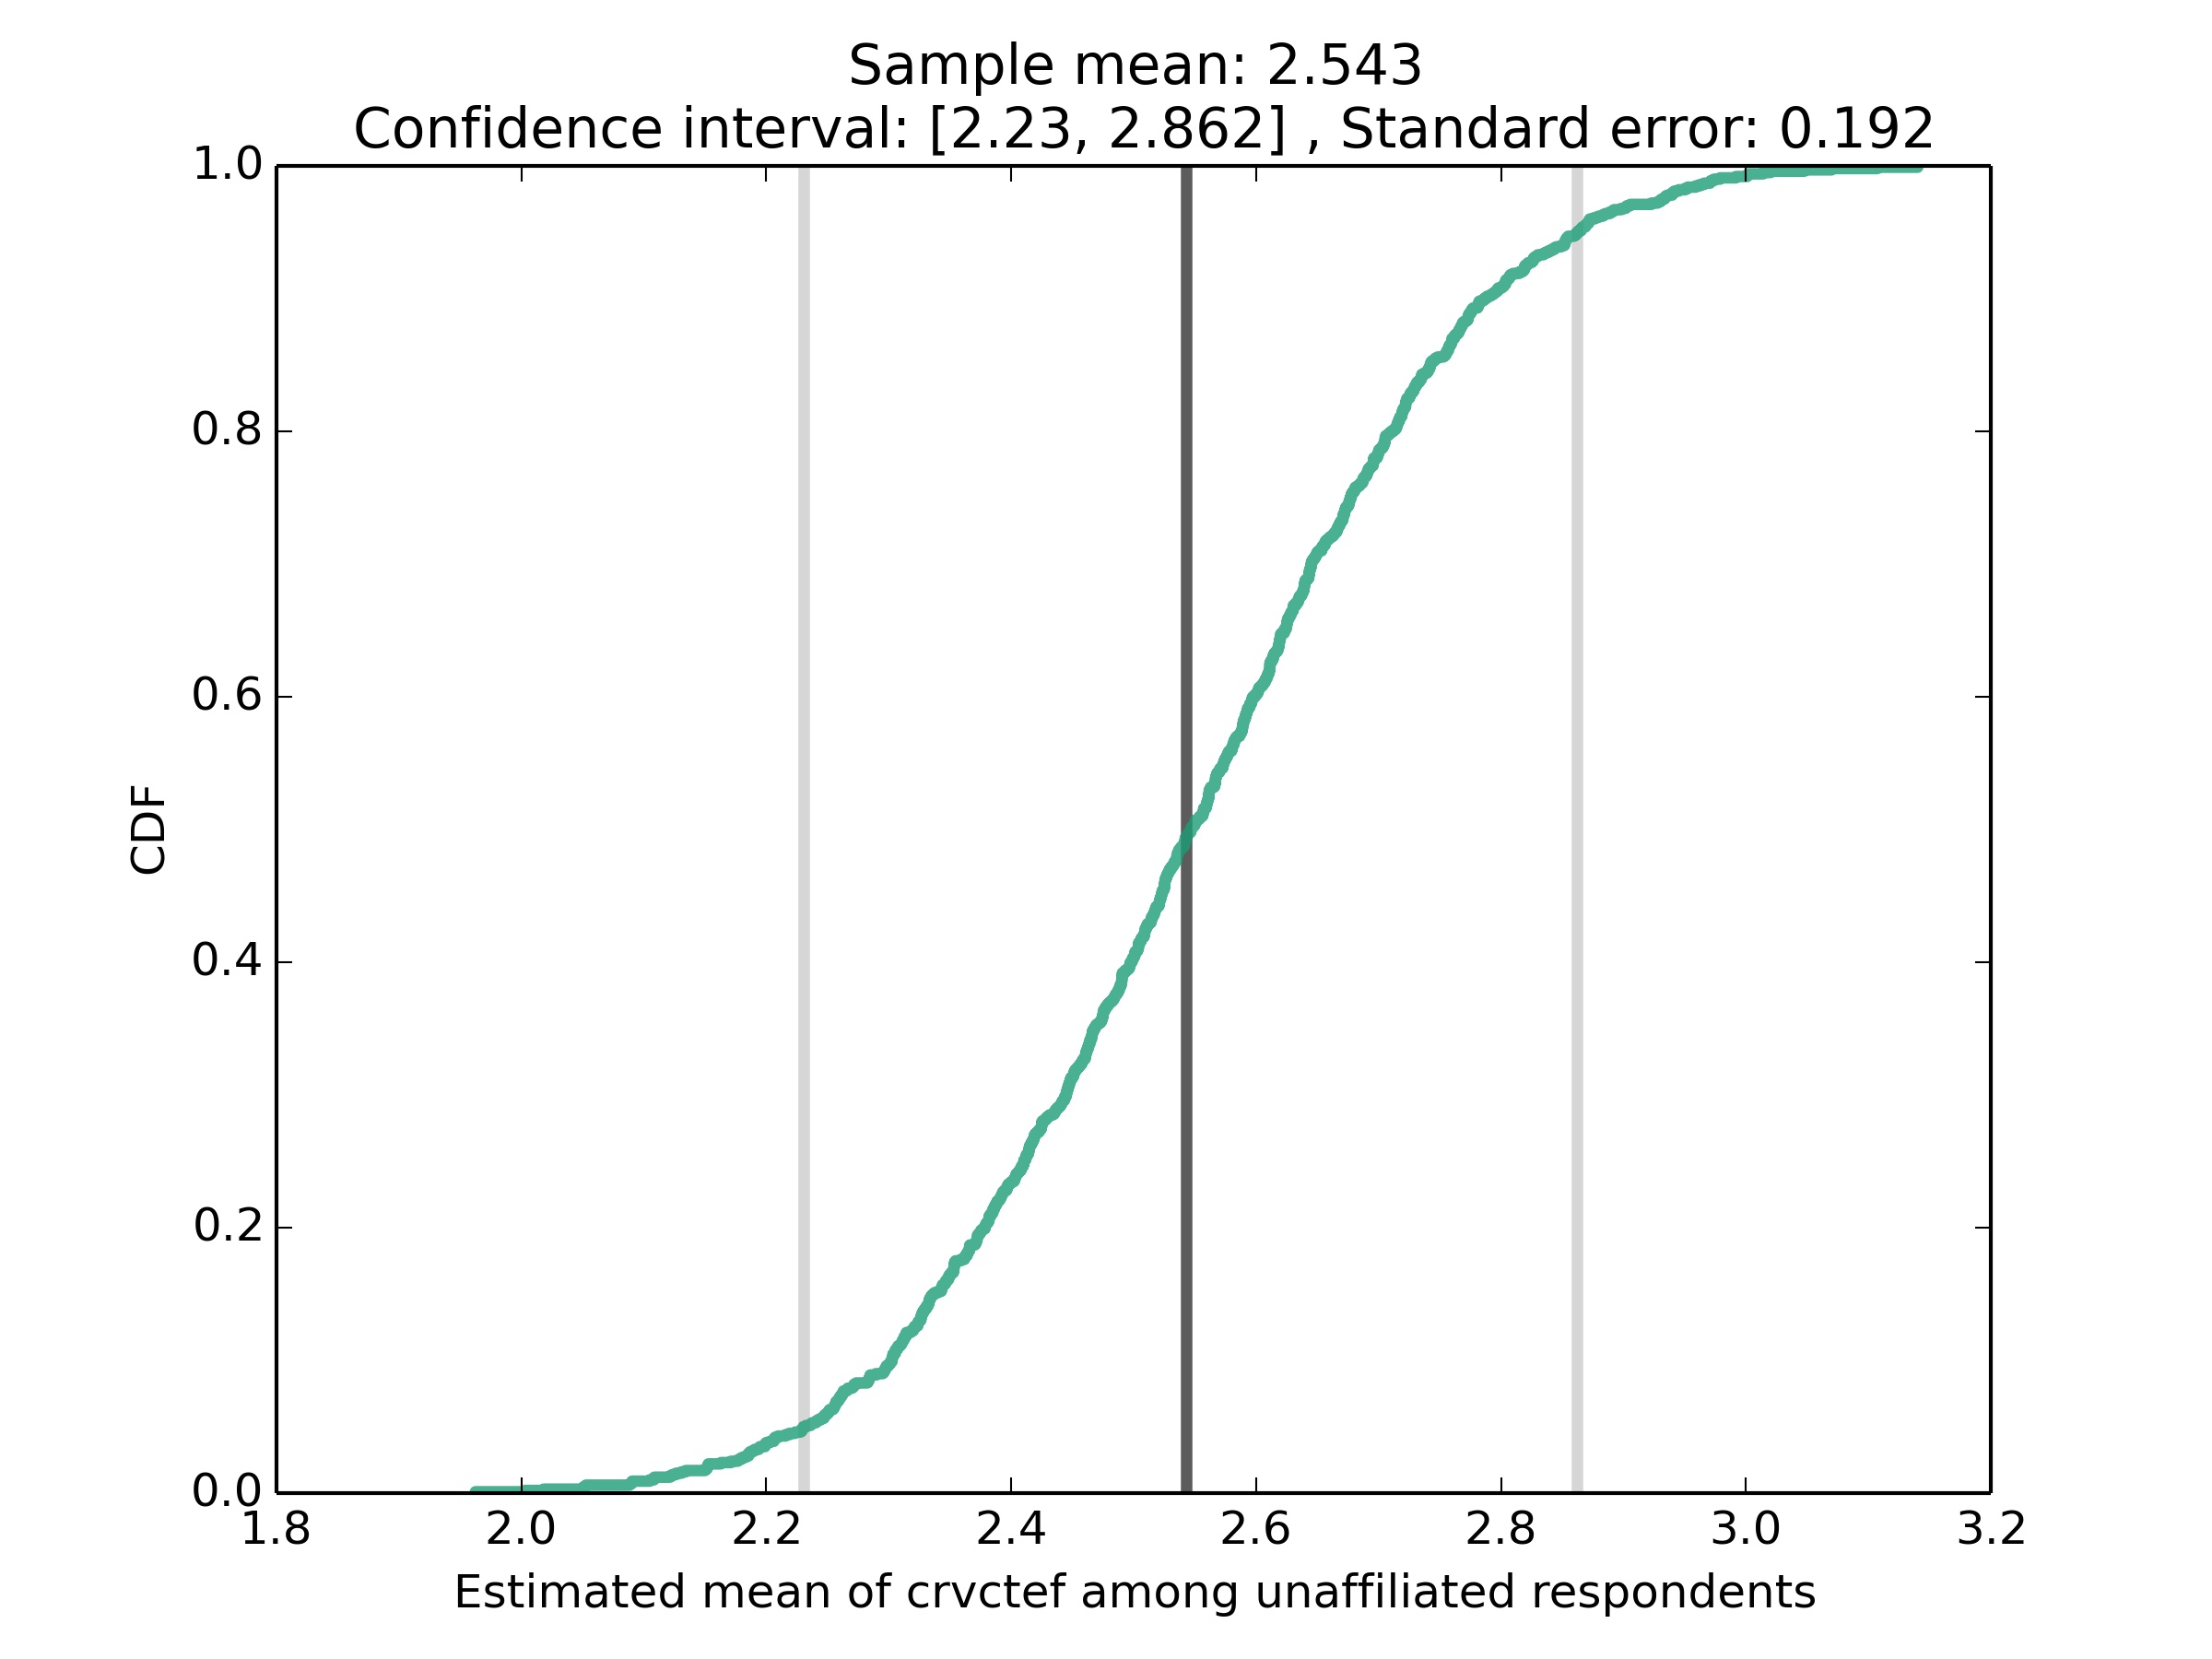 Sample mean: 2.543
Confidence interval: [2.23, 2.862] , Standard error: 0.192
1.0
0.8
0.6
0.4
0.2
0.0
CDF
1.8 2.0 2.2 2.4 2.6 2.8 3.0 3.2
Estimated mean of crvctef among unaffiliated respondents